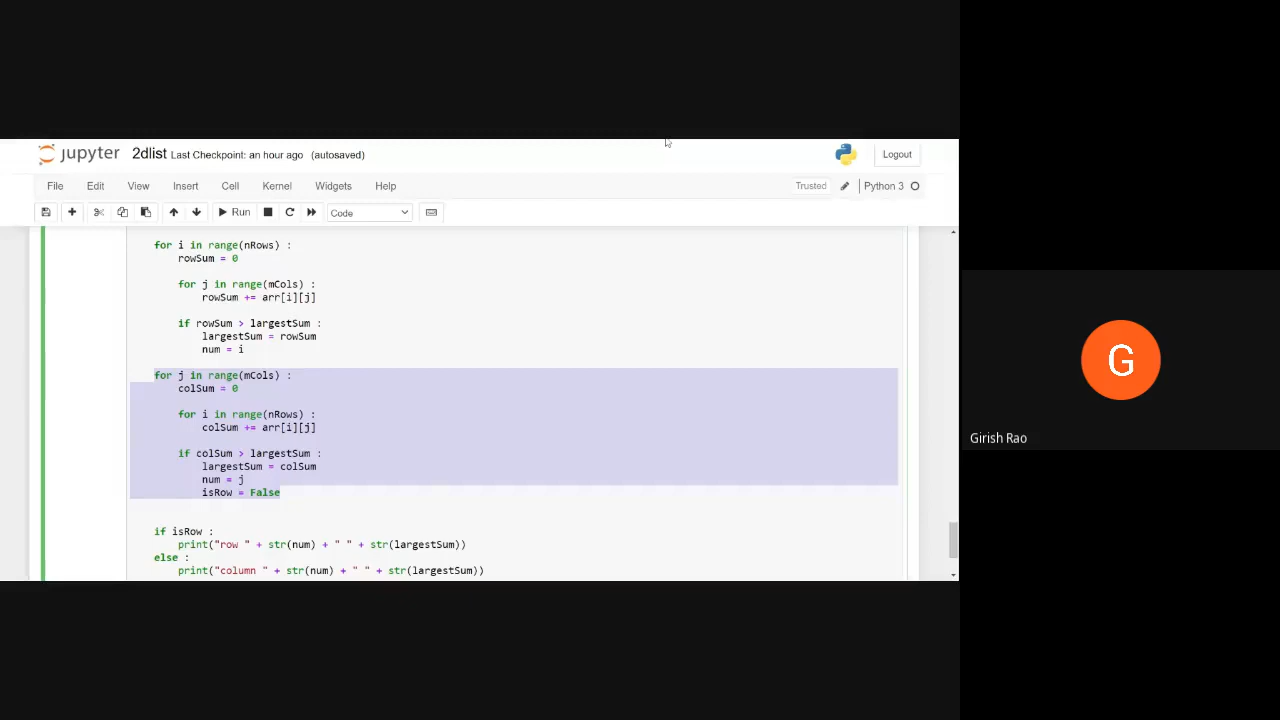 jupyter 2dlist Last Checkpoint: an hour ago (autosaved) Logout
File Edit View Insert Cell Kernel Widgets Help Trusted Python 3
Run Code
for i in range(nRows) :
rowSum = 0
for j in range(mCols) :
rowSum += arr[i][j]
if rowSum > largestSum :
largestSum = rowSum
num = i
for j in range(mCols) :
colSum = 0
for i in range(nRows) :
colSum += arr[i][j]
if colSum > largestSum :
largestSum = colSum
num = j
isRow = False
if isRow :
print("row " + str(num) + " " + str(largestSum))
else :
print("column " + str(num) + " " + str(largestSum))
G
Girish Rao